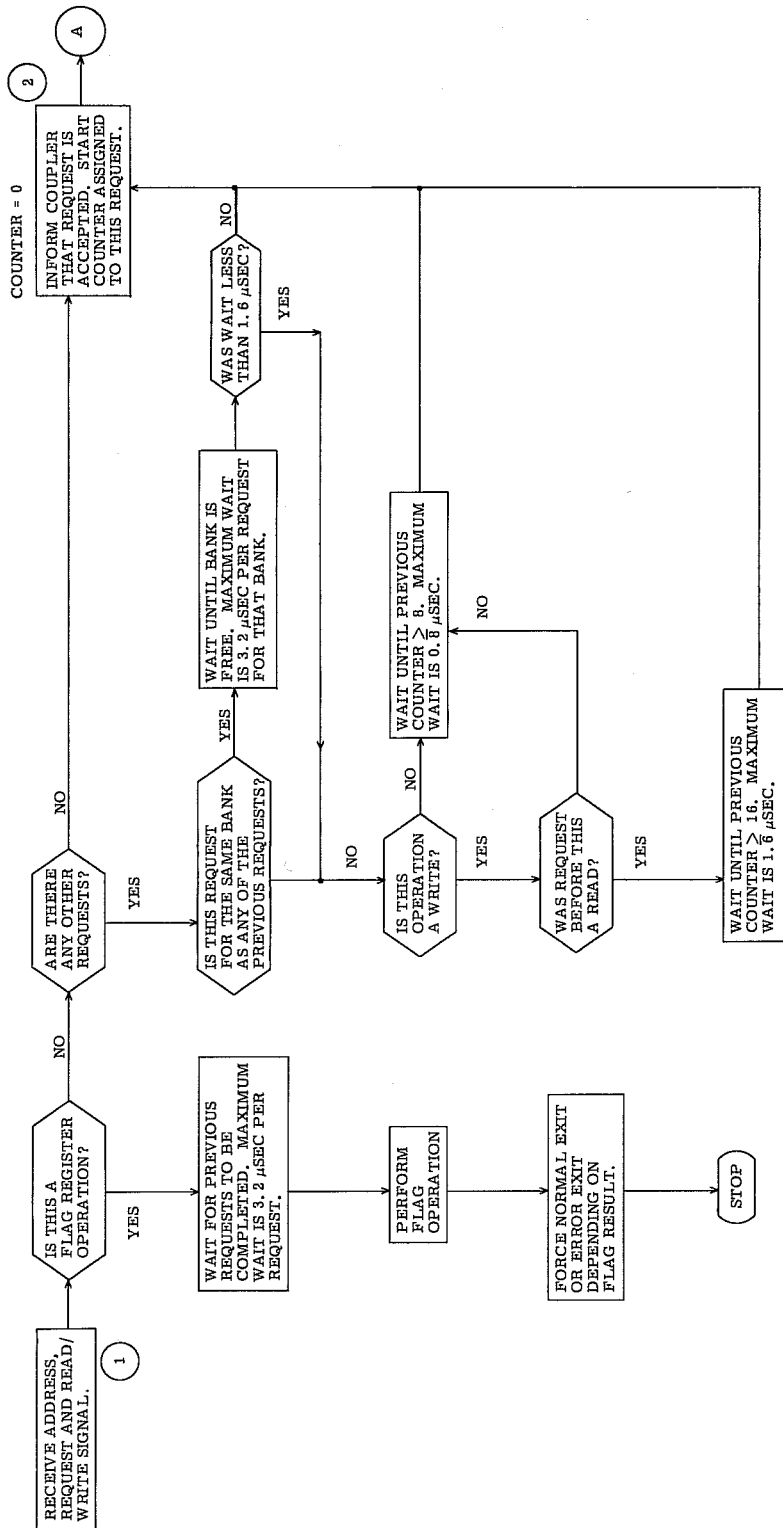 RECEIVE ADDRESS,
REQUEST AND READ/
WRITE SIGNAL.
1
IS THIS A
FLAG REGISTER
OPERATION?
NO
YES
WAIT FOR PREVIOUS
REQUESTS TO BE
COMPLETED. MAXIMUM
WAIT IS 3.2 μSEC PER
REQUEST.
PERFORM
FLAG
OPERATION
FORCE NORMAL EXIT
OR ERROR EXIT
DEPENDING ON
FLAG RESULT.
STOP
ARE THERE
ANY OTHER
REQUESTS?
NO
YES
IS THIS REQUEST
FOR THE SAME BANK
AS ANY OF THE
PREVIOUS REQUESTS?
YES
NO
WAIT UNTIL BANK IS
FREE. MAXIMUM WAIT
IS 3.2 μSEC PER REQUEST
FOR THAT BANK.
WAS WAIT LESS
THAN 1.6 μSEC?
NO
YES
IS THIS
OPERATION
A WRITE?
NO
YES
WAIT UNTIL PREVIOUS
COUNTER ≥ 8. MAXIMUM
WAIT IS 0.8 μSEC.
WAS REQUEST
BEFORE THIS
A READ?
NO
YES
WAIT UNTIL PREVIOUS
COUNTER ≥ 16. MAXIMUM
WAIT IS 1.6 μSEC.
COUNTER = 0
2
INFORM COUPLER
THAT REQUEST IS
ACCEPTED. START
COUNTER ASSIGNED
TO THIS REQUEST.
A